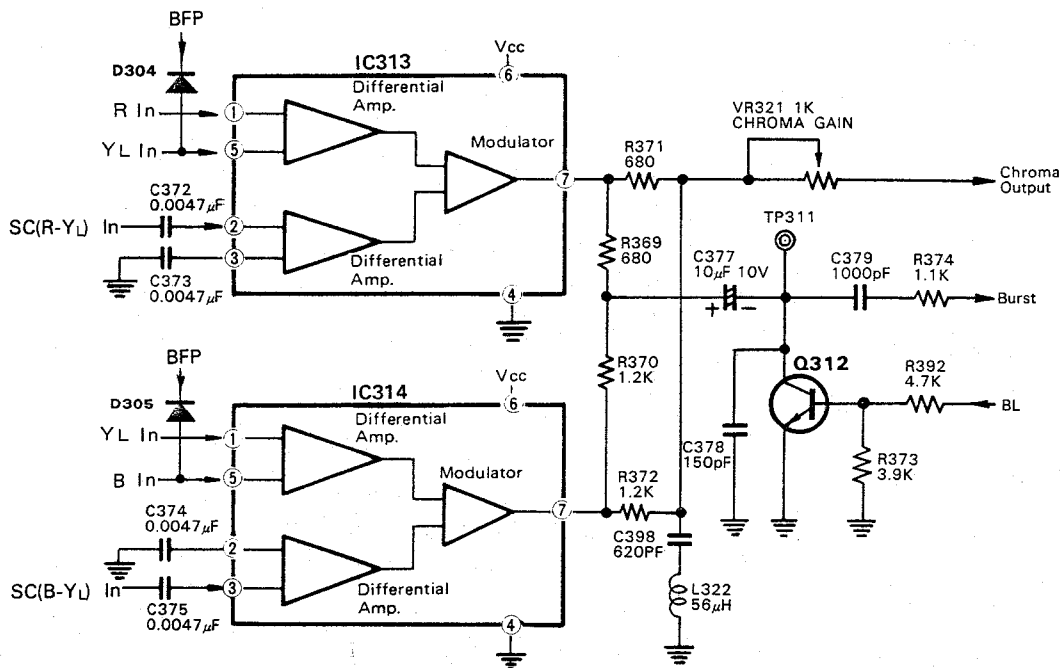 BFP
D304
R In
YL In
C372
0.0047µF
SC(R-YL) In
C373
0.0047µF
1
5
2
3
IC313
Differential
Amp.
Modulator
Differential
Amp.
Vcc
6
7
4
R371
680
R369
680
VR321 1K
CHROMA GAIN
Chroma
Output
TP311
C377
10µF 10V
+
−
C379
1000pF
R374
1.1K
Burst
R370
1.2K
Q312
R392
4.7K
BL
C378
150pF
R373
3.9K
BFP
D305
YL In
B In
C374
0.0047µF
SC(B-YL) In
C375
0.0047µF
1
5
2
3
IC314
Differential
Amp.
Modulator
Differential
Amp.
Vcc
6
7
4
R372
1.2K
C398
620PF
L322
56µH